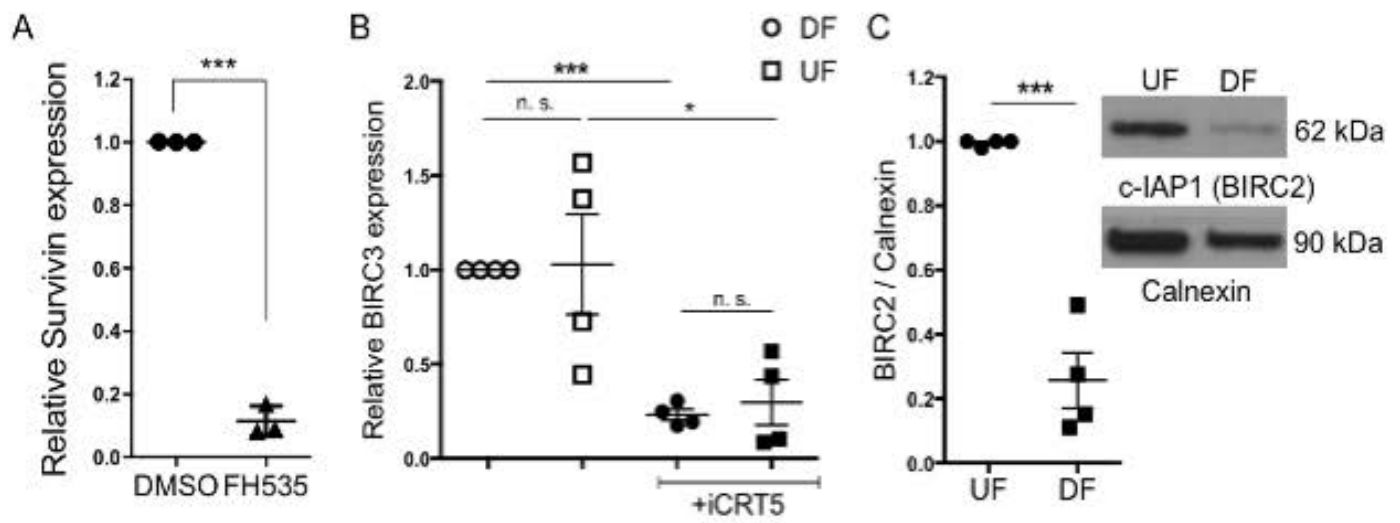 A
Relative Survivin expression
1.2
1.0
0.8
0.6
0.4
0.2
0.0
***
DMSO FH535
B
DF
UF
Relative BIRC3 expression
2.0
1.5
1.0
0.5
0.0
***
n. s.
*
n. s.
+iCRT5
C
BIRC2 / Calnexin
1.2
1.0
0.8
0.6
0.4
0.2
0.0
***
UF DF
UF DF
62 kDa
c-IAP1 (BIRC2)
90 kDa
Calnexin